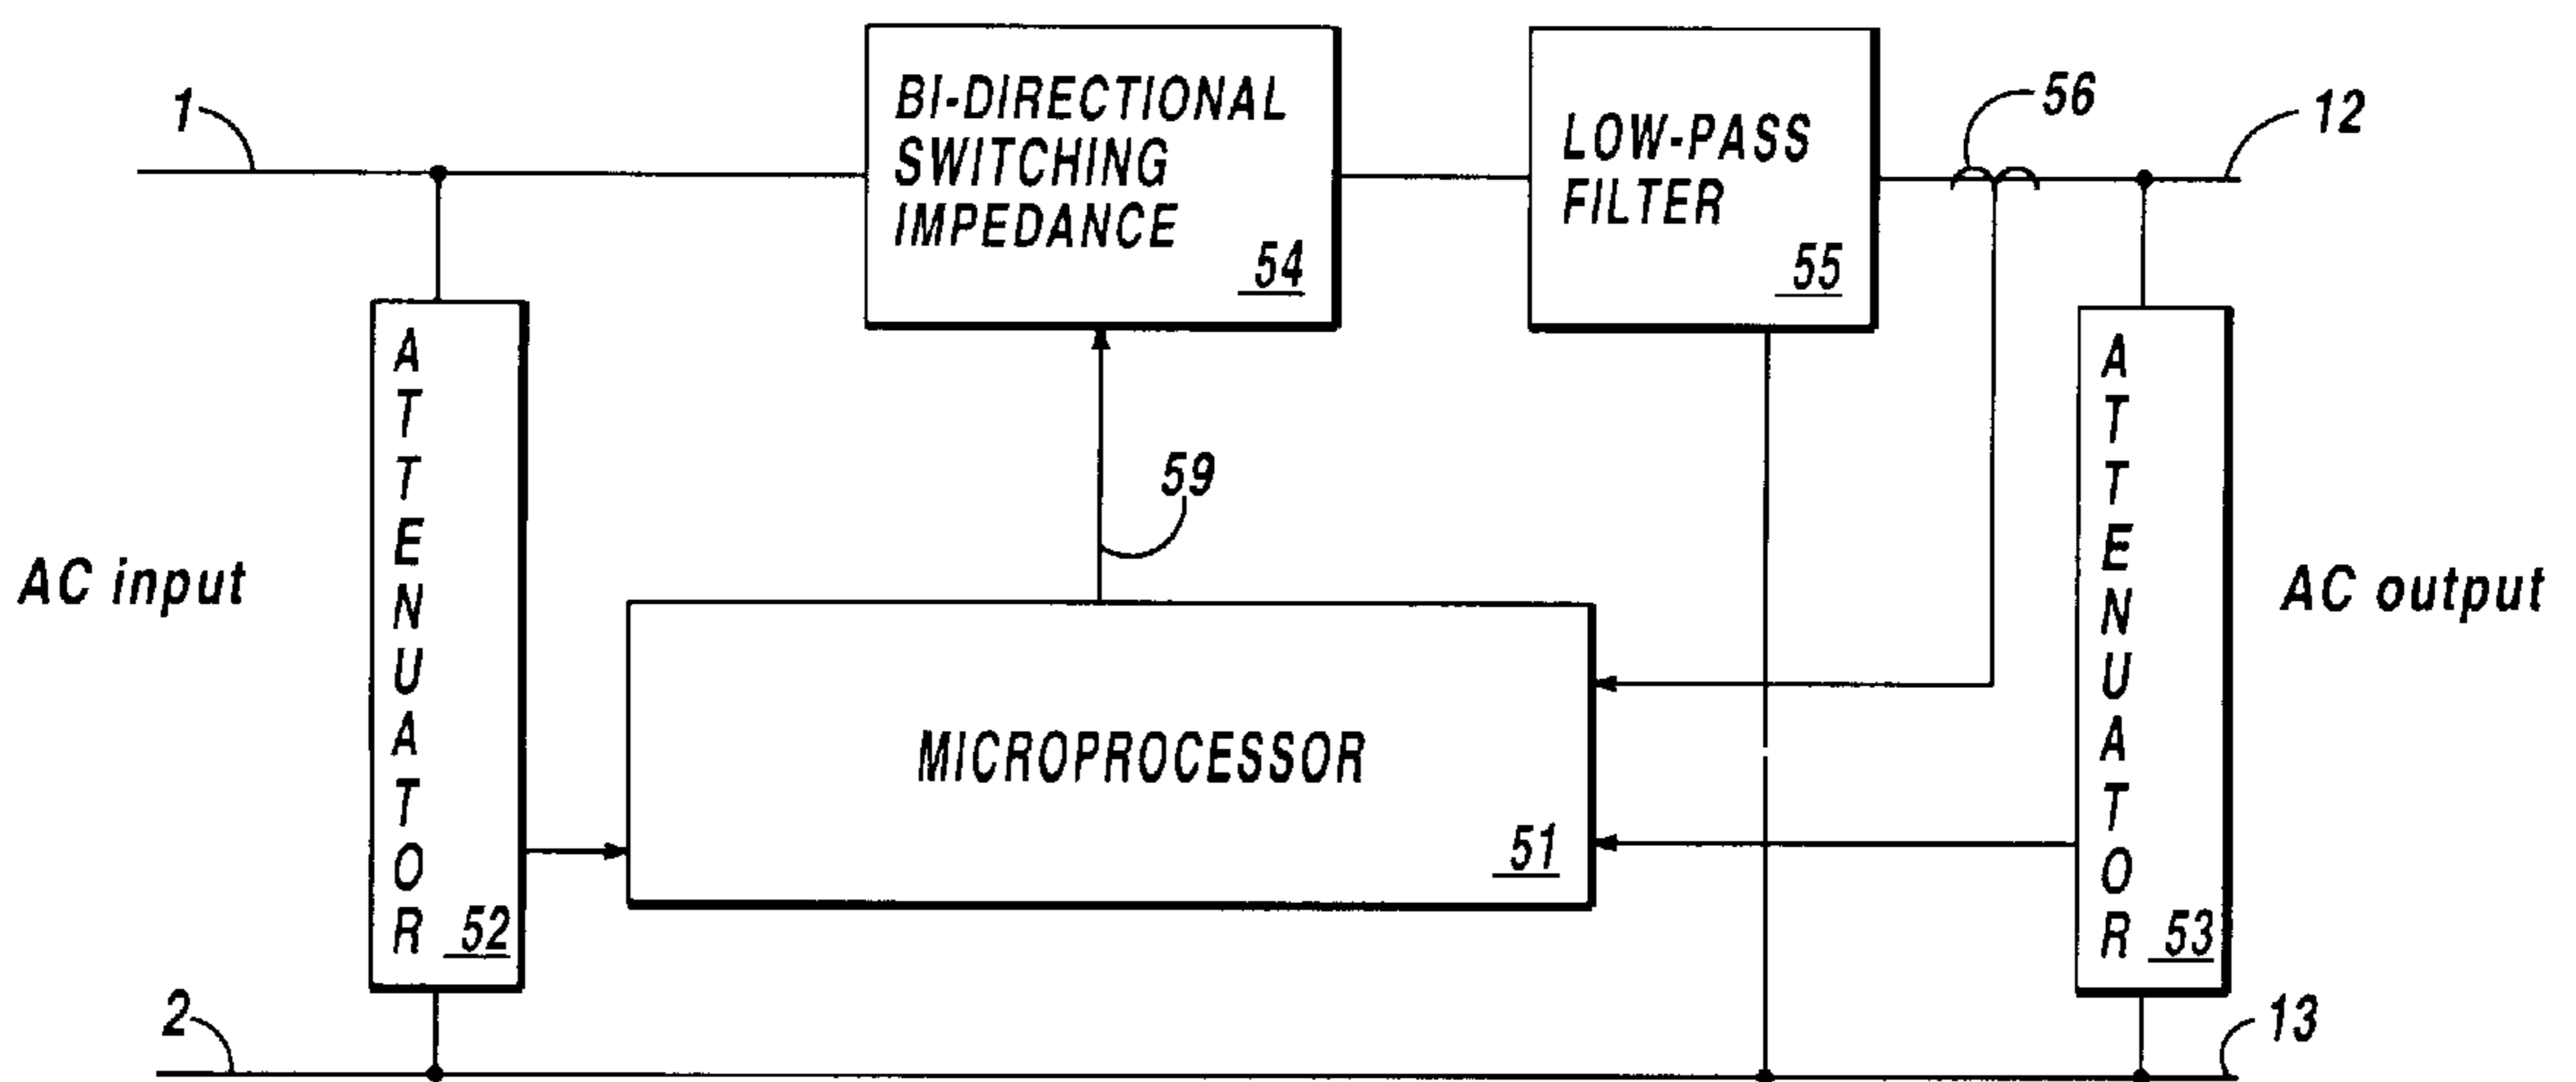 1
BI-DIRECTIONAL
SWITCHING
IMPEDANCE
54
LOW-PASS
FILTER
55
56
12
ATTENUATOR
52
59
AC input
MICROPROCESSOR
51
ATTENUATOR
53
AC output
2
13